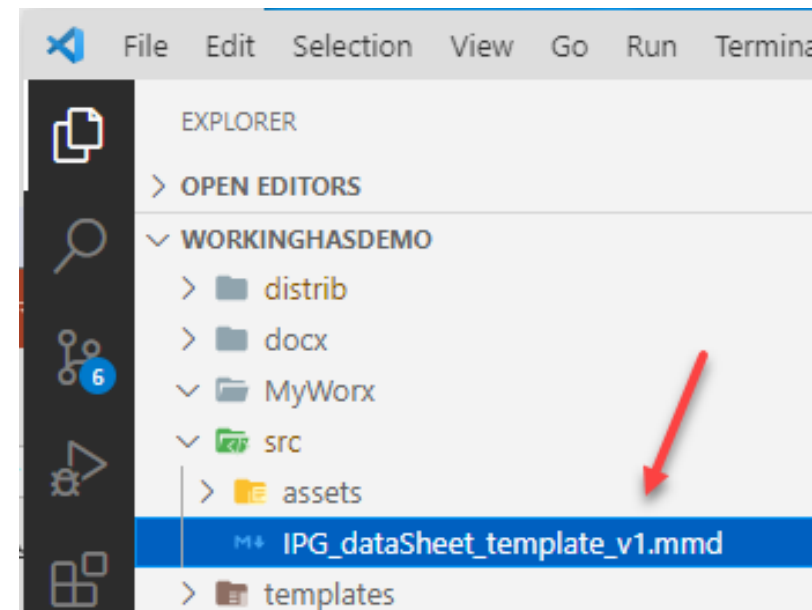 File Edit Selection View Go Run Termina
EXPLORER
OPEN EDITORS
WORKINGHASDEMO
distrib
docx
6
MyWorx
src
assets
M↓ IPG_dataSheet_template_v1.mmd
templates